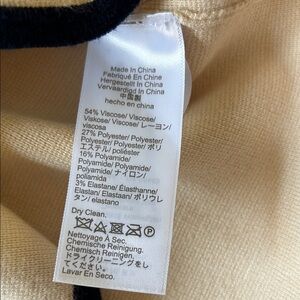 Made In China
Fabriqué En Chine
Hergestellt In China
Vervaardigd In China
中国製
hecho en china
54% Viscose/ Viscose/
Viskose/ Viscose/ レーヨン/
viscosa
27% Polyester/ Polyester/
Polyester/ Polyester/ ポリ
エステル/ poliéster
16% Polyamide/ Polyamide/
Polyamid/ Polyamide/ ナイロン/
poliamida
3% Elastane/ Élasthanne/
Elastan/ Elastaan/ ポリウレ
タン/ elastano
Dry Clean.
Nettoyage À Sec.
Chemische Reinigung.
Chemisch Reinigen.
ドライクリーニングをし
てください
Lavar En Seco.